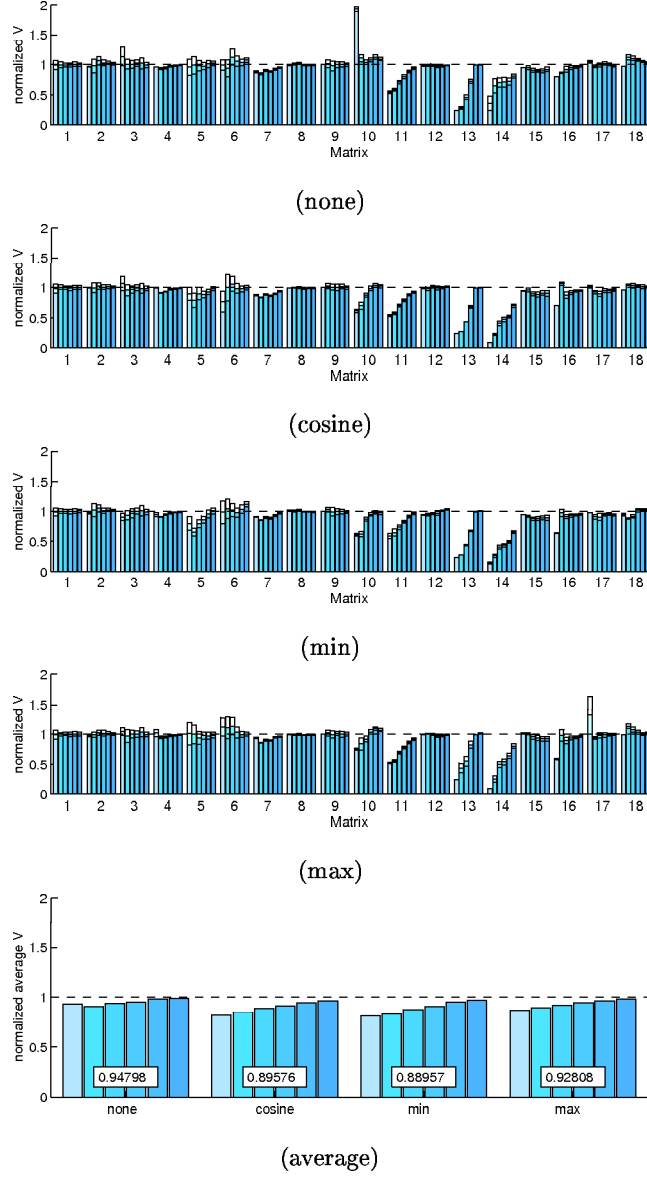 2
1.5
1
0.5
0
normalized V
1 2 3 4 5 6 7 8 9 10 11 12 13 14 15 16 17 18
Matrix
(none)
2
1.5
1
0.5
0
normalized V
1 2 3 4 5 6 7 8 9 10 11 12 13 14 15 16 17 18
Matrix
(cosine)
2
1.5
1
0.5
0
normalized V
1 2 3 4 5 6 7 8 9 10 11 12 13 14 15 16 17 18
Matrix
(min)
2
1.5
1
0.5
0
normalized V
1 2 3 4 5 6 7 8 9 10 11 12 13 14 15 16 17 18
Matrix
(max)
2
1.5
1
0.5
0
normalized average V
0.94798 0.89576 0.88957 0.92808
none cosine min max
(average)